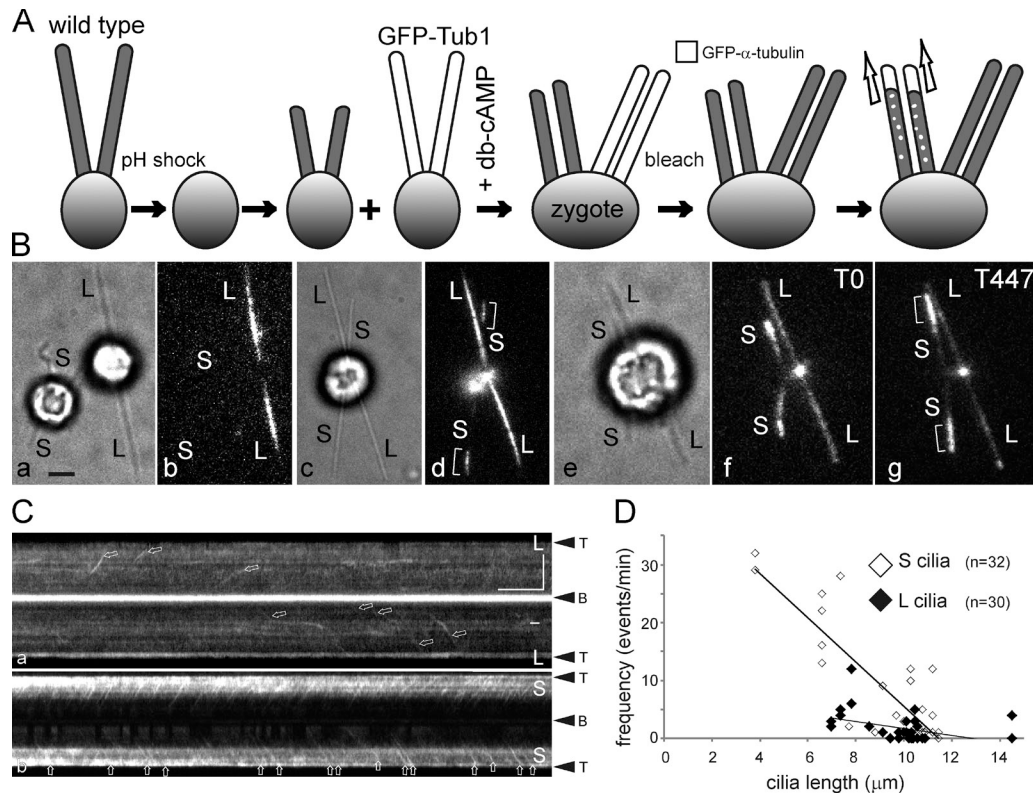 A
wild type
GFP-Tub1
GFP-α-tubulin
pH shock
+ db-cAMP
bleach
+
zygote
B
L
S
S
L
a
L
S
S
L
b
L
S
S
L
c
L
S
S
L
d
e
T0
L
S
S
L
f
T447
L
S
S
L
g
C
L
T
B
L
T
a
S
T
B
S
T
b
D
frequency (events/min)
30
20
10
0
0 2 4 6 8 10 12 14
cilia length (μm)
S cilia (n=32)
L cilia (n=30)